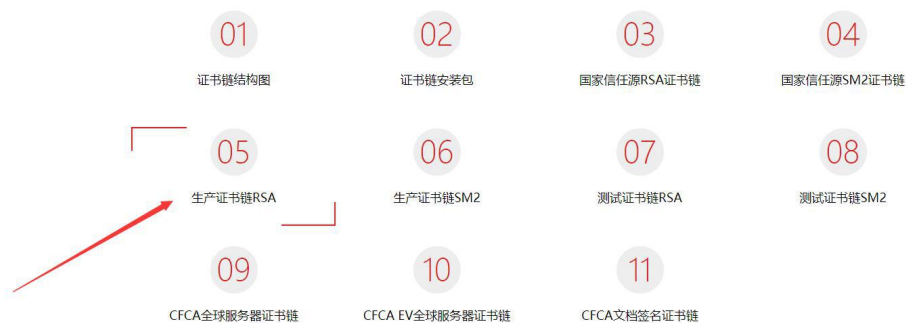 01
02
03
04
证书链结构图
证书链安装包
国家信任源RSA证书链
国家信任源SM2证书链
05
06
07
08
生产证书链RSA
生产证书链SM2
测试证书链RSA
测试证书链SM2
09
10
11
CFCA全球服务器证书链
CFCA EV全球服务器证书链
CFCA文档签名证书链